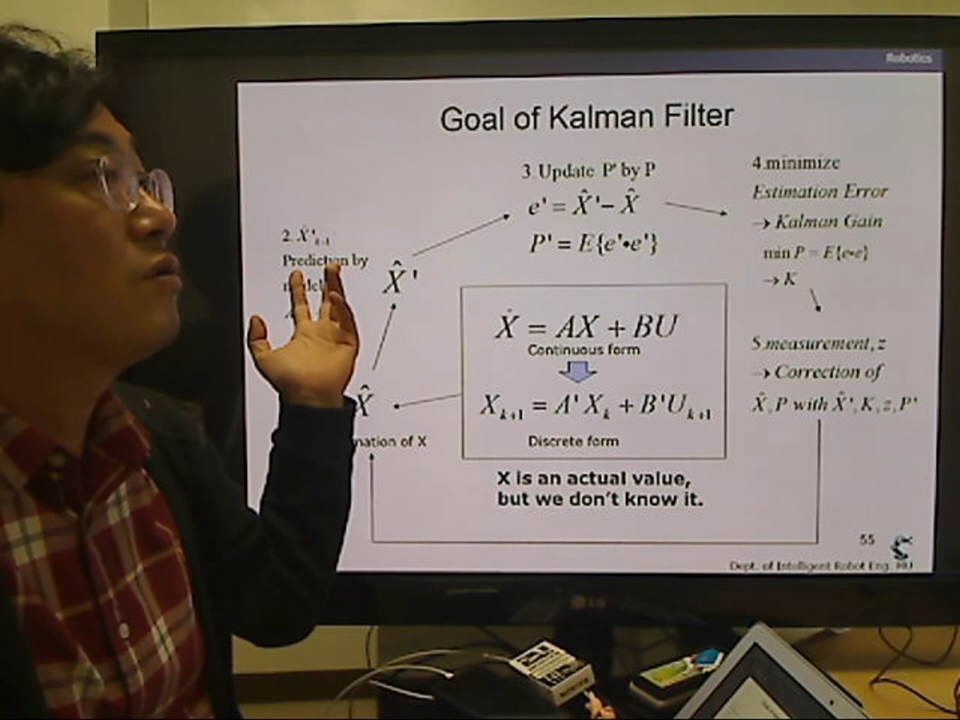 Robotics
Goal of Kalman Filter
3.Update P' by P
e' = X̂' − X̂
P' = E{e'•e'}
4.minimize
Estimation Error
→ Kalman Gain
min P = E{e•e}
→ K
2.X̂'ₖ₊₁
Prediction by
model
X̂'
Ẋ = AX + BU
Continuous form
Xₖ₊₁ = A'Xₖ + B'Uₖ₊₁
Discrete form
5.measurement, z
→ Correction of
X̂, P with X̂', K, z, P'
X̂
of X
X is an actual value,
but we don't know it.
55
Dept. of Intelligent Robot Eng. HU
LG